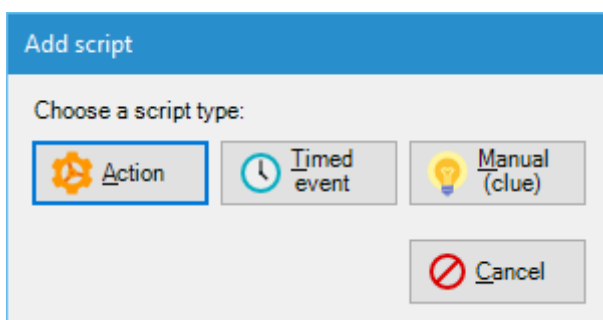 Add script
Choose a script type:
Action
Timed
event
Manual
(clue)
Cancel